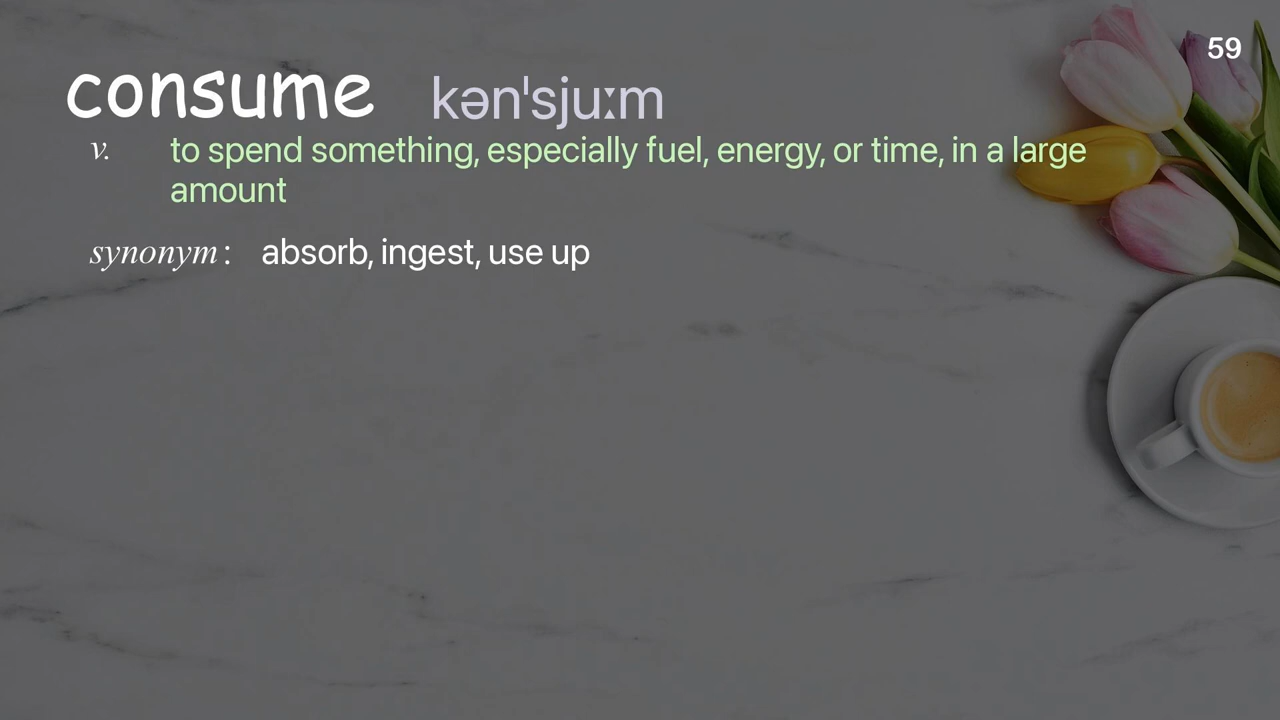 59
consume kən'sjuːm
v. to spend something, especially fuel, energy, or time, in a large
amount
synonym: absorb, ingest, use up